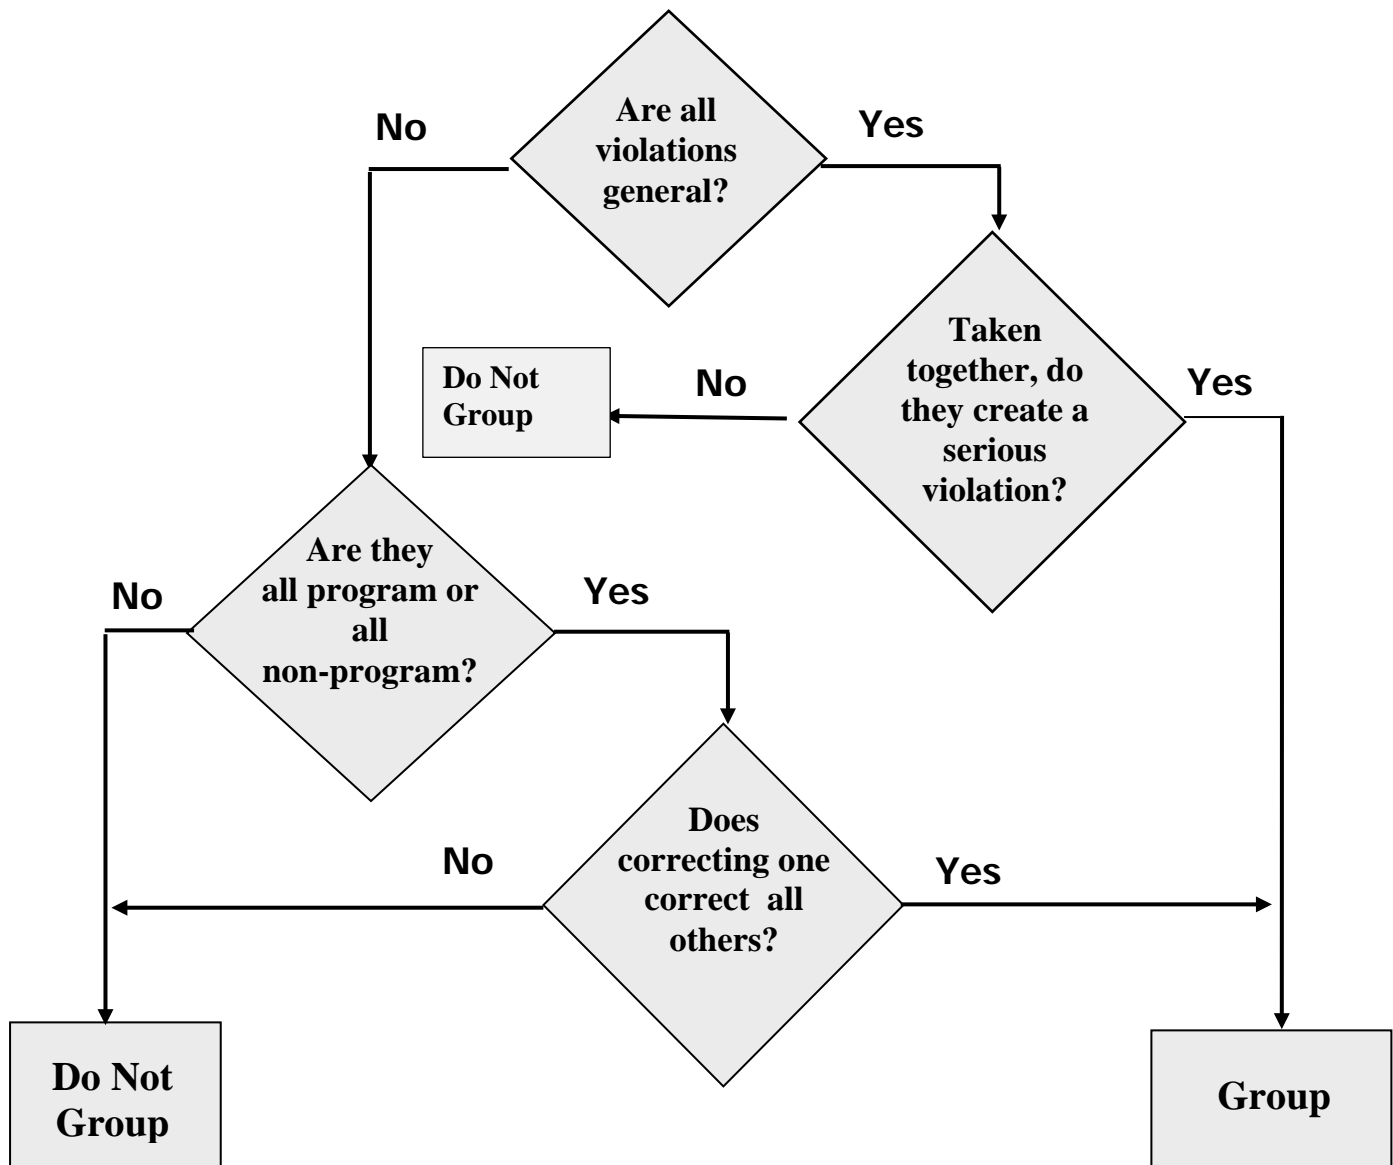 Are all
violations
general?
No
Yes
Taken
together, do
they create a
serious
violation?
Do Not
Group
No
Yes
Are they
all program or
all
non-program?
No
Yes
Does
correcting one
correct all
others?
No
Yes
Do Not
Group
Group